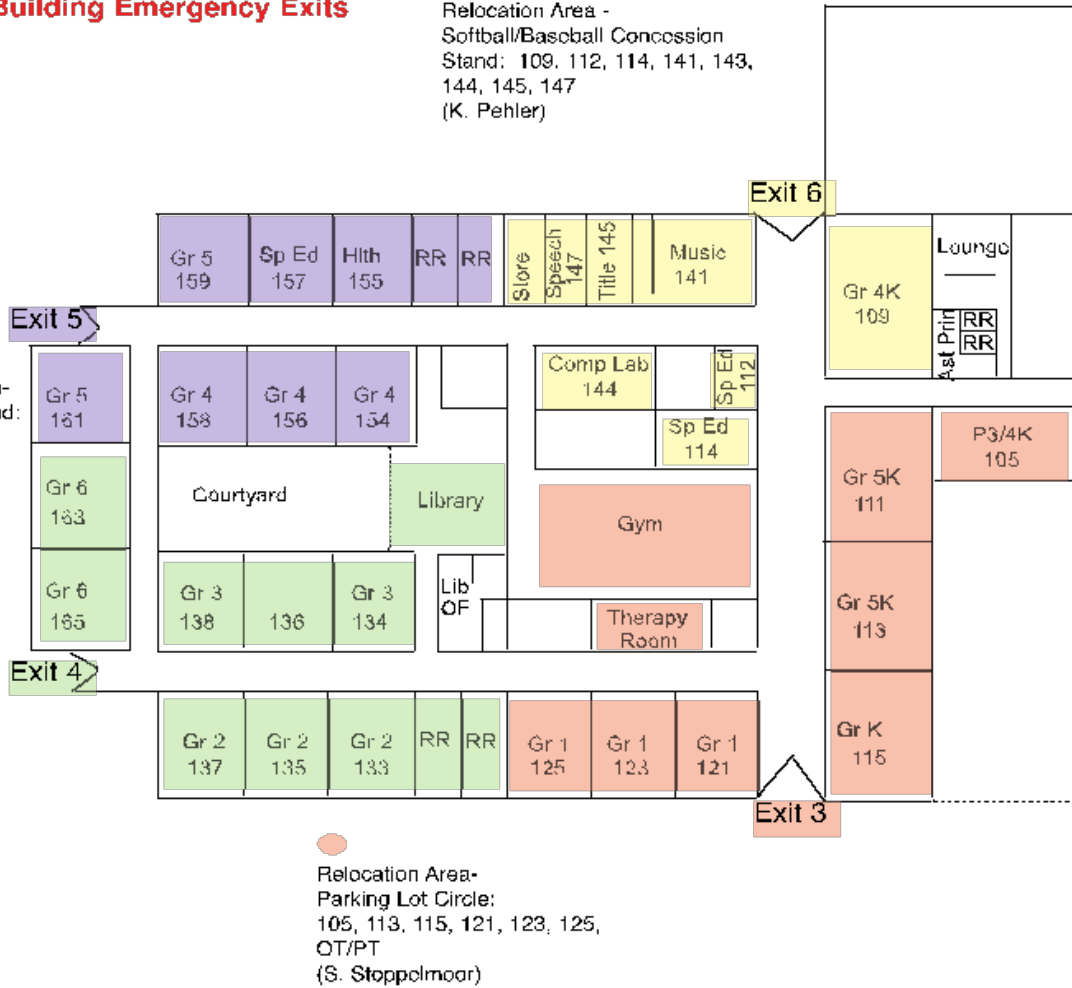 Building Emergency Exits
Relocation Area -
Softball/Baseball Concession
Stand: 109, 112, 114, 141, 143,
144, 145, 147
(K. Pehler)
Exit 6
Gr 5
159
Sp Ed
157
Hlth
155
RR
RR
Store
Speech
147
Title 145
Music
141
Lounge
Gr 4K
109
RR
RR
Ast Prin
Exit 5
Gr 5
161
Gr 4
158
Gr 4
156
Gr 4
154
Comp Lab
144
Sp Ed
112
Sp Ed
114
P3/4K
105
Gr 6
163
Courtyard
Library
Gym
Gr 5K
111
Gr 6
165
Gr 3
138
136
Gr 3
134
Lib
OF
Therapy
Room
Gr 5K
113
Exit 4
Gr 2
137
Gr 2
135
Gr 2
133
RR
RR
Gr 1
125
Gr 1
123
Gr 1
121
Gr K
115
Exit 3
Relocation Area-
Parking Lot Circle:
105, 113, 115, 121, 123, 125,
OT/PT
(S. Stoppelmoor)